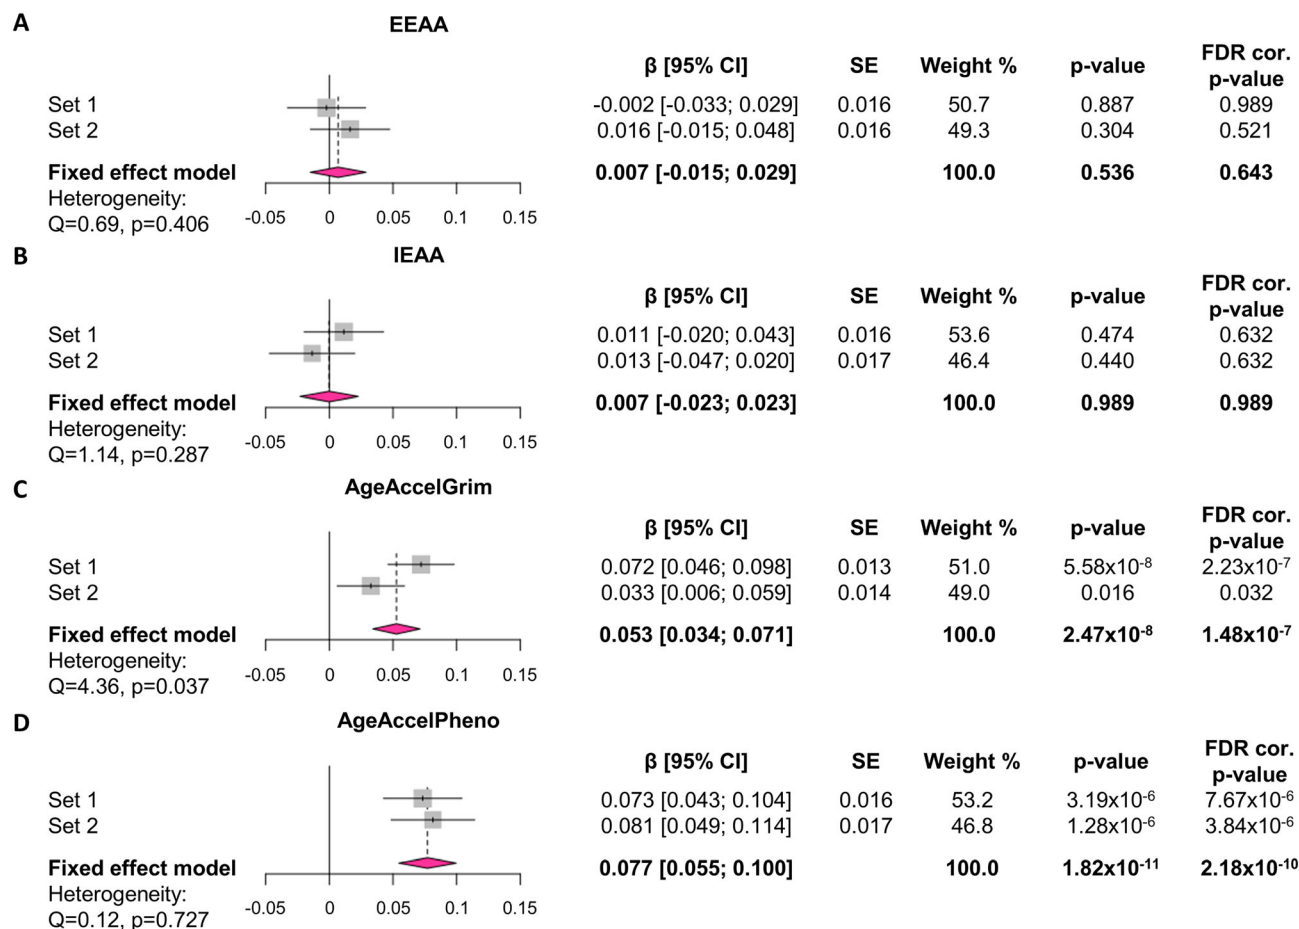 A
EEAA
β [95% CI] SE Weight % p-value FDR cor. p-value
Set 1 -0.002 [-0.033; 0.029] 0.016 50.7 0.887 0.989
Set 2 0.016 [-0.015; 0.048] 0.016 49.3 0.304 0.521
Fixed effect model 0.007 [-0.015; 0.029] 100.0 0.536 0.643
Heterogeneity:
Q=0.69, p=0.406
-0.05 0 0.05 0.1 0.15
B
IEAA
β [95% CI] SE Weight % p-value FDR cor. p-value
Set 1 0.011 [-0.020; 0.043] 0.016 53.6 0.474 0.632
Set 2 0.013 [-0.047; 0.020] 0.017 46.4 0.440 0.632
Fixed effect model 0.007 [-0.023; 0.023] 100.0 0.989 0.989
Heterogeneity:
Q=1.14, p=0.287
-0.05 0 0.05 0.1 0.15
C
AgeAccelGrim
β [95% CI] SE Weight % p-value FDR cor. p-value
Set 1 0.072 [0.046; 0.098] 0.013 51.0 5.58x10⁻⁸ 2.23x10⁻⁷
Set 2 0.033 [0.006; 0.059] 0.014 49.0 0.016 0.032
Fixed effect model 0.053 [0.034; 0.071] 100.0 2.47x10⁻⁸ 1.48x10⁻⁷
Heterogeneity:
Q=4.36, p=0.037
-0.05 0 0.05 0.1 0.15
D
AgeAccelPheno
β [95% CI] SE Weight % p-value FDR cor. p-value
Set 1 0.073 [0.043; 0.104] 0.016 53.2 3.19x10⁻⁶ 7.67x10⁻⁶
Set 2 0.081 [0.049; 0.114] 0.017 46.8 1.28x10⁻⁶ 3.84x10⁻⁶
Fixed effect model 0.077 [0.055; 0.100] 100.0 1.82x10⁻¹¹ 2.18x10⁻¹⁰
Heterogeneity:
Q=0.12, p=0.727
-0.05 0 0.05 0.1 0.15